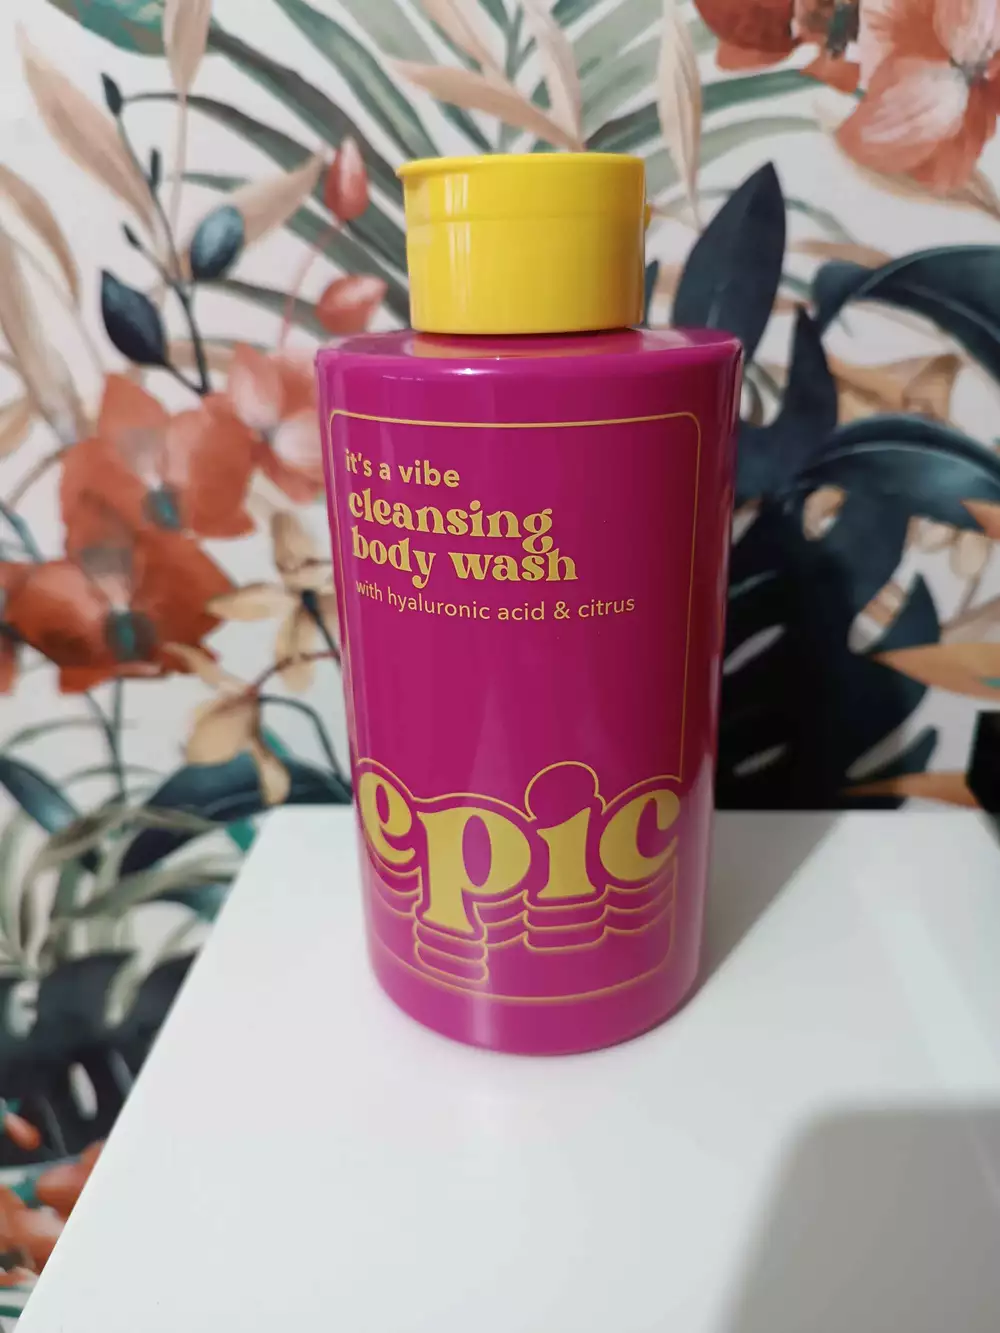 it's a vibe
cleansing
body wash
with hyaluronic acid & citrus
epic